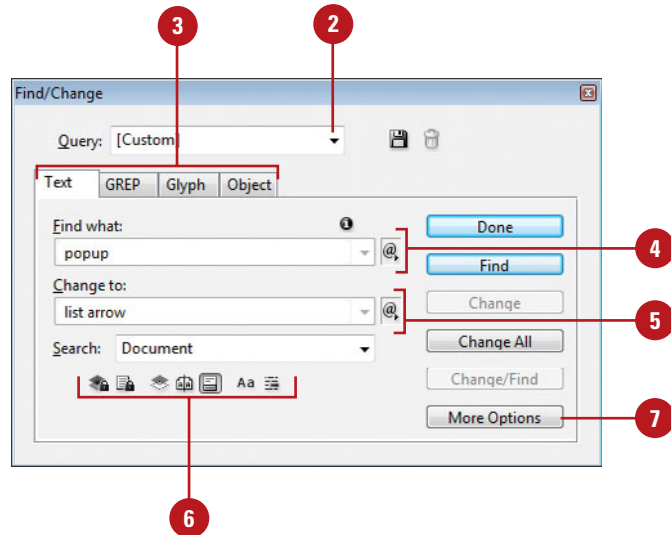 3 2
Find/Change
Query: [Custom]
Text GREP Glyph Object
Find what:
Done
popup @
4
Find
Change to:
Change
list arrow @
5
Search: Document
Change All
Aa
Change/Find
More Options
7
6